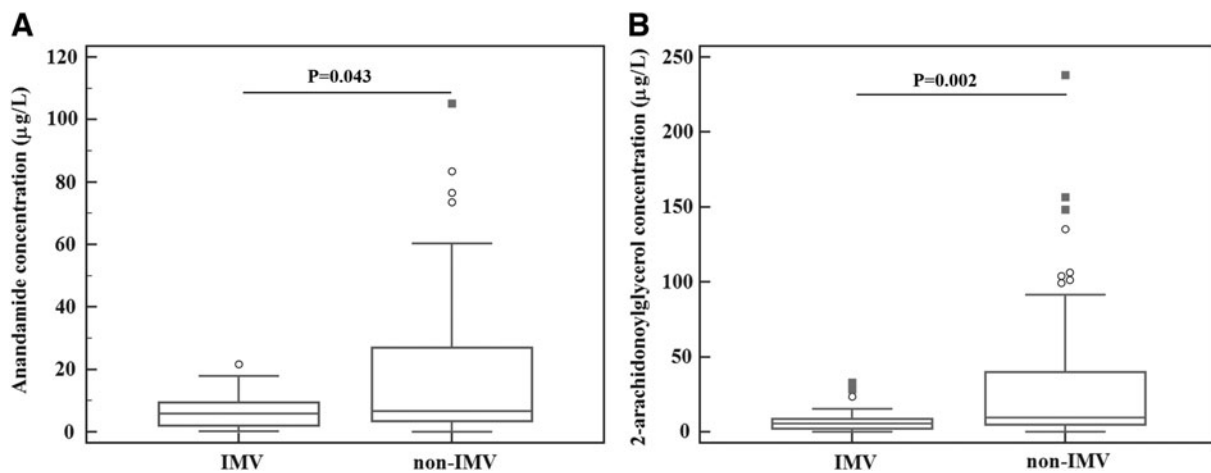 A
Anandamide concentration (µg/L)
120
100
80
60
40
20
0
P=0.043
IMV
non-IMV
B
2-arachidonoylglycerol concentration (µg/L)
250
200
150
100
50
0
P=0.002
IMV
non-IMV